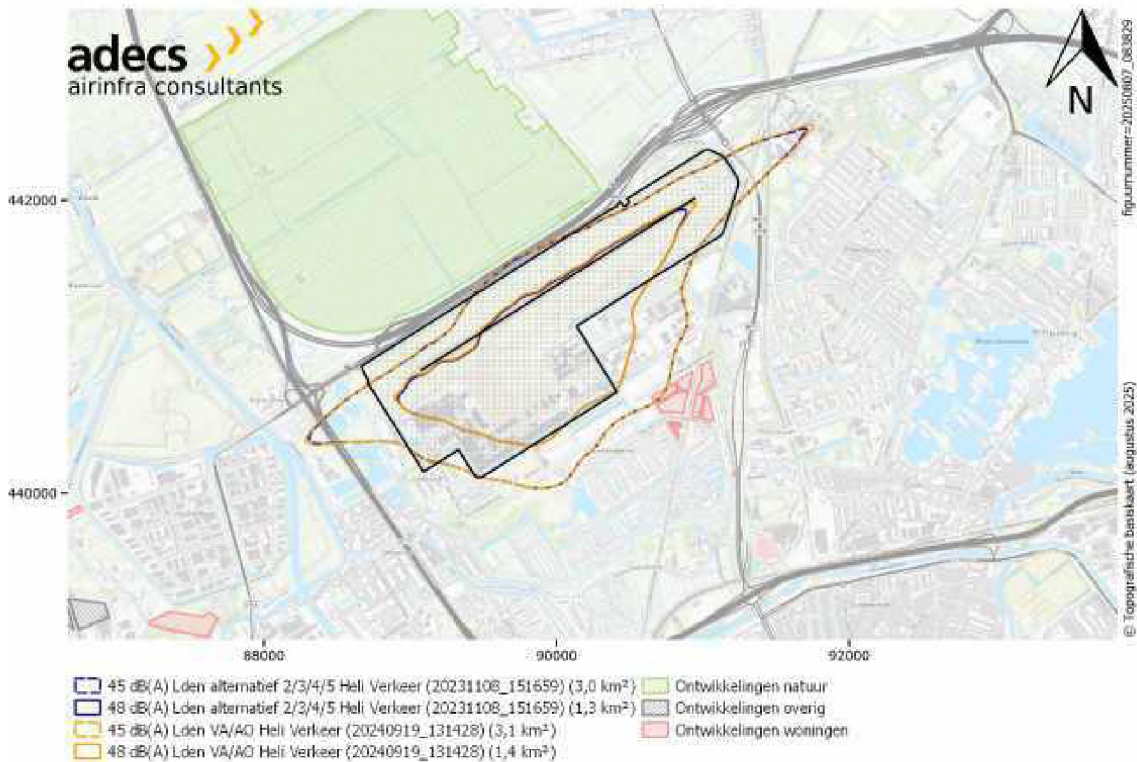 adecs
airinfra consultants
N
figuurnummer=20250807_083829
442000
440000
© Topografische basiskaart (augustus 2025)
88000
90000
92000
45 dB(A) Lden alternatief 2/3/4/5 Heli Verkeer (20231108_151659) (3,0 km²)
48 dB(A) Lden alternatief 2/3/4/5 Heli Verkeer (20231108_151659) (1,3 km²)
45 dB(A) Lden VA/AO Heli Verkeer (20240919_131428) (3,1 km²)
48 dB(A) Lden VA/AO Heli Verkeer (20240919_131428) (1,4 km²)
Ontwikkelingen natuur
Ontwikkelingen overig
Ontwikkelingen woningen